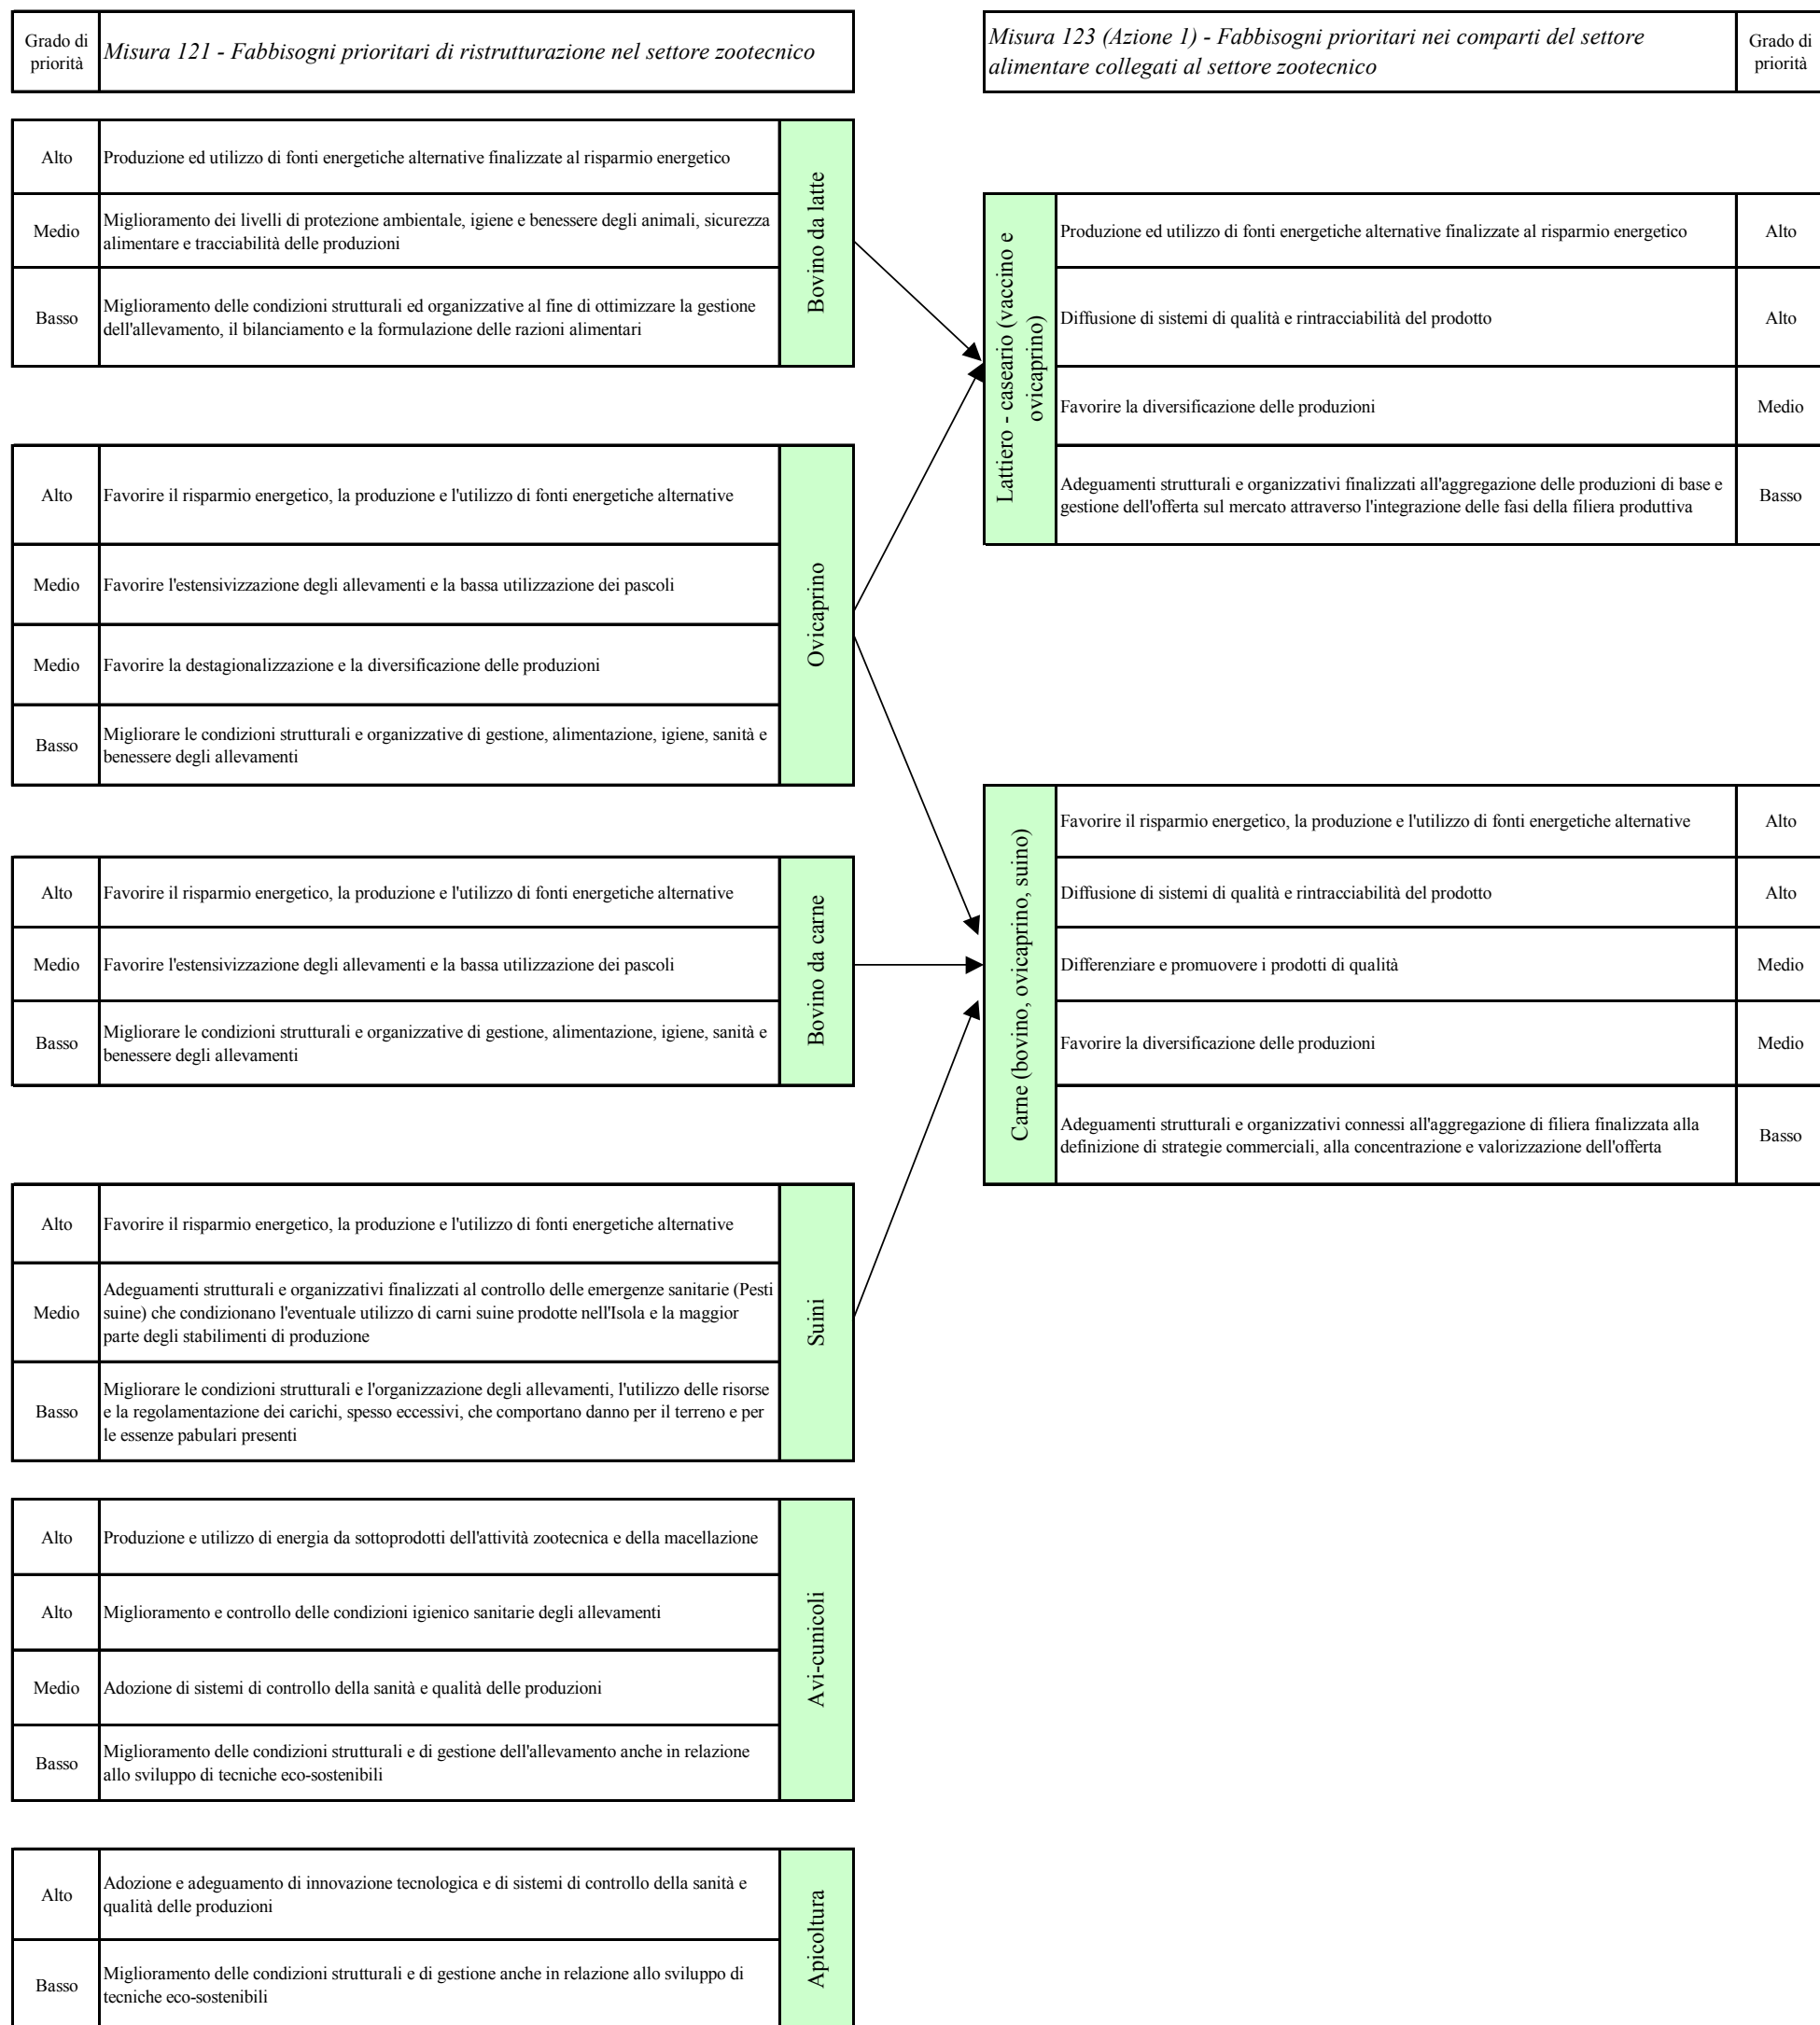 Grado di
priorità
Misura 121 - Fabbisogni prioritari di ristrutturazione nel settore zootecnico
Misura 123 (Azione 1) - Fabbisogni prioritari nei comparti del settore
alimentare collegati al settore zootecnico
Grado di
priorità
Alto
Produzione ed utilizzo di fonti energetiche alternative finalizzate al risparmio energetico
Medio
Miglioramento dei livelli di protezione ambientale, igiene e benessere degli animali, sicurezza
alimentare e tracciabilità delle produzioni
Basso
Miglioramento delle condizioni strutturali ed organizzative al fine di ottimizzare la gestione
dell'allevamento, il bilanciamento e la formulazione delle razioni alimentari
Bovino da latte
Alto
Favorire il risparmio energetico, la produzione e l'utilizzo di fonti energetiche alternative
Medio
Favorire l'estensivizzazione degli allevamenti e la bassa utilizzazione dei pascoli
Medio
Favorire la destagionalizzazione e la diversificazione delle produzioni
Basso
Migliorare le condizioni strutturali e organizzative di gestione, alimentazione, igiene, sanità e
benessere degli allevamenti
Ovicaprino
Alto
Favorire il risparmio energetico, la produzione e l'utilizzo di fonti energetiche alternative
Medio
Favorire l'estensivizzazione degli allevamenti e la bassa utilizzazione dei pascoli
Basso
Migliorare le condizioni strutturali e organizzative di gestione, alimentazione, igiene, sanità e
benessere degli allevamenti
Bovino da carne
Alto
Favorire il risparmio energetico, la produzione e l'utilizzo di fonti energetiche alternative
Medio
Adeguamenti strutturali e organizzativi finalizzati al controllo delle emergenze sanitarie (Pesti
suine) che condizionano l'eventuale utilizzo di carni suine prodotte nell'Isola e la maggior
parte degli stabilimenti di produzione
Basso
Migliorare le condizioni strutturali e l'organizzazione degli allevamenti, l'utilizzo delle risorse
e la regolamentazione dei carichi, spesso eccessivi, che comportano danno per il terreno e per
le essenze pabulari presenti
Suini
Alto
Produzione e utilizzo di energia da sottoprodotti dell'attività zootecnica e della macellazione
Alto
Miglioramento e controllo delle condizioni igienico sanitarie degli allevamenti
Medio
Adozione di sistemi di controllo della sanità e qualità delle produzioni
Basso
Miglioramento delle condizioni strutturali e di gestione dell'allevamento anche in relazione
allo sviluppo di tecniche eco-sostenibili
Avi-cunicoli
Alto
Adozione e adeguamento di innovazione tecnologica e di sistemi di controllo della sanità e
qualità delle produzioni
Basso
Miglioramento delle condizioni strutturali e di gestione anche in relazione allo sviluppo di
tecniche eco-sostenibili
Apicoltura
Lattiero - caseario (vaccino e
ovicaprino)
Produzione ed utilizzo di fonti energetiche alternative finalizzate al risparmio energetico
Alto
Diffusione di sistemi di qualità e rintracciabilità del prodotto
Alto
Favorire la diversificazione delle produzioni
Medio
Adeguamenti strutturali e organizzativi finalizzati all'aggregazione delle produzioni di base e
gestione dell'offerta sul mercato attraverso l'integrazione delle fasi della filiera produttiva
Basso
Carne (bovino, ovicaprino, suino)
Favorire il risparmio energetico, la produzione e l'utilizzo di fonti energetiche alternative
Alto
Diffusione di sistemi di qualità e rintracciabilità del prodotto
Alto
Differenziare e promuovere i prodotti di qualità
Medio
Favorire la diversificazione delle produzioni
Medio
Adeguamenti strutturali e organizzativi connessi all'aggregazione di filiera finalizzata alla
definizione di strategie commerciali, alla concentrazione e valorizzazione dell'offerta
Basso